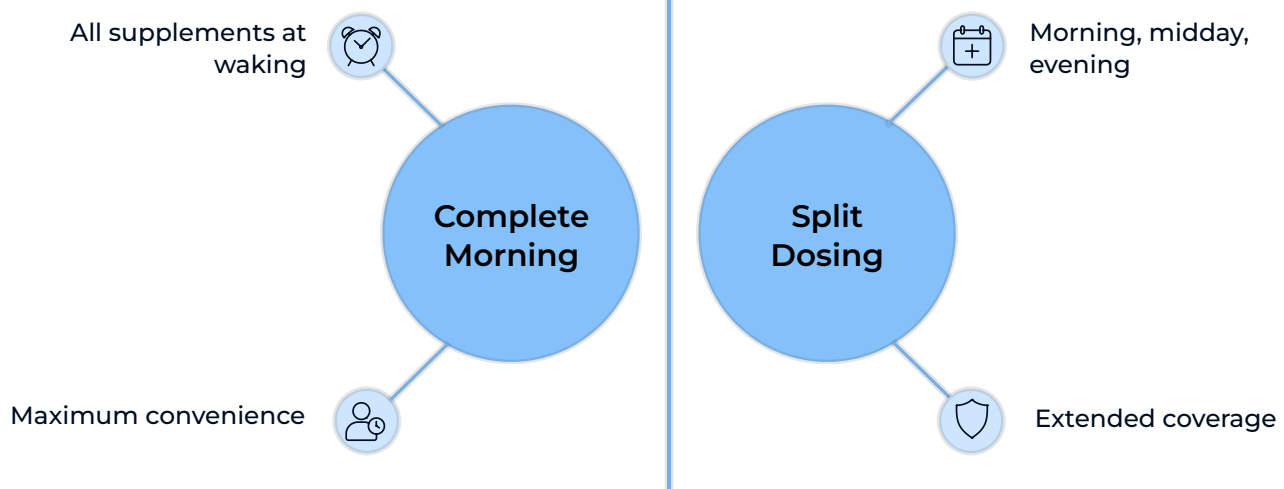 All supplements at
waking
Complete
Morning
Maximum convenience
Morning, midday,
evening
Split
Dosing
Extended coverage